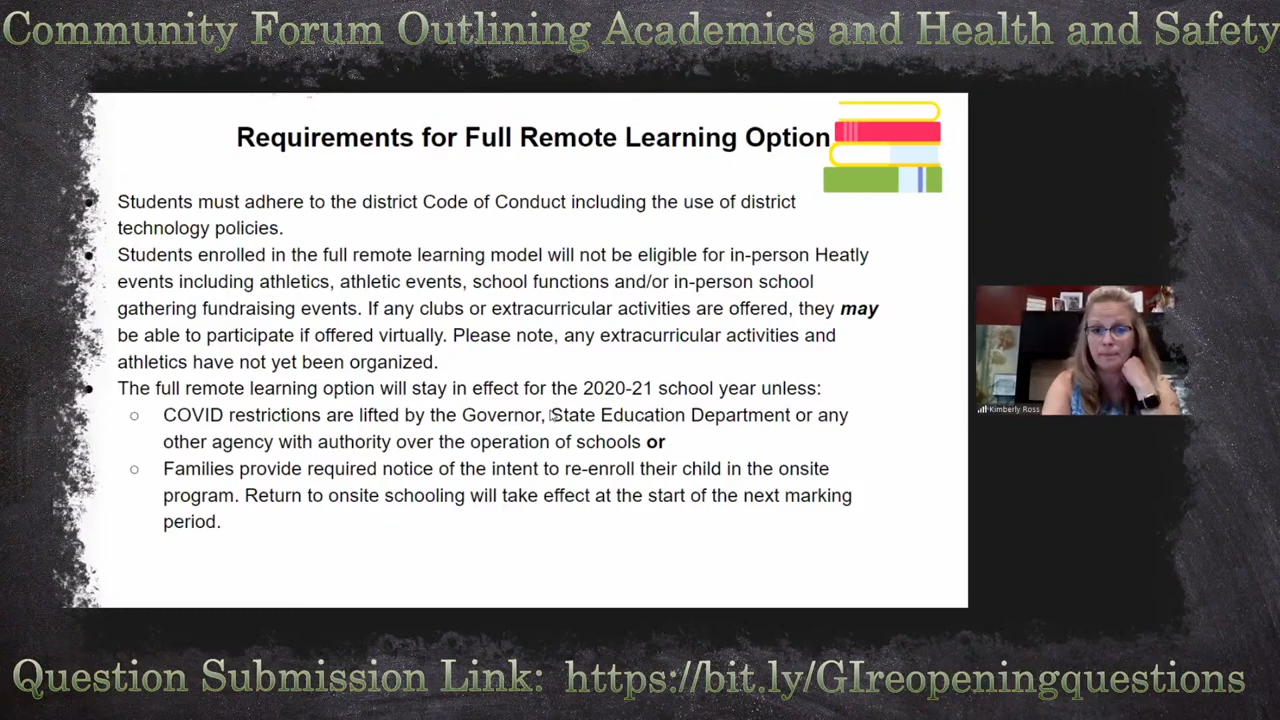 Community Forum Outlining Academics and Health and Safety
Requirements for Full Remote Learning Option
Students must adhere to the district Code of Conduct including the use of district
technology policies.
Students enrolled in the full remote learning model will not be eligible for in-person Heatly
events including athletics, athletic events, school functions and/or in-person school
gathering fundraising events. If any clubs or extracurricular activities are offered, they may
be able to participate if offered virtually. Please note, any extracurricular activities and
athletics have not yet been organized.
The full remote learning option will stay in effect for the 2020-21 school year unless:
COVID restrictions are lifted by the Governor, State Education Department or any
other agency with authority over the operation of schools or
Families provide required notice of the intent to re-enroll their child in the onsite
program. Return to onsite schooling will take effect at the start of the next marking
period.
Kimberly Ross
Question Submission Link: https://bit.ly/GIreopeningquestions